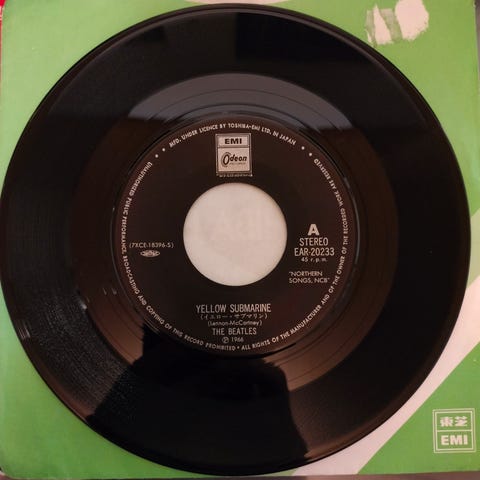 MFD. UNDER LICENCE BY TOSHIBA-EMI LTD. IN JAPAN
UNAUTHORIZED PUBLIC PERFORMANCE, BROADCASTING AND COPYING OF THIS RECORD PROHIBITED • ALL RIGHTS OF THE MANUFACTURER AND OF THE OWNER OF THE RECORDED WORK ARE RESERVED
EMI
Odeon
(7XCE-18396-S)
A
STEREO
EAR-20233
45 r.p.m.
"NORTHERN
SONGS, NCB"
YELLOW SUBMARINE
(イエロー・サブマリン)
(Lennon-McCartney)
THE BEATLES
Ⓟ 1966
東芝
EMI